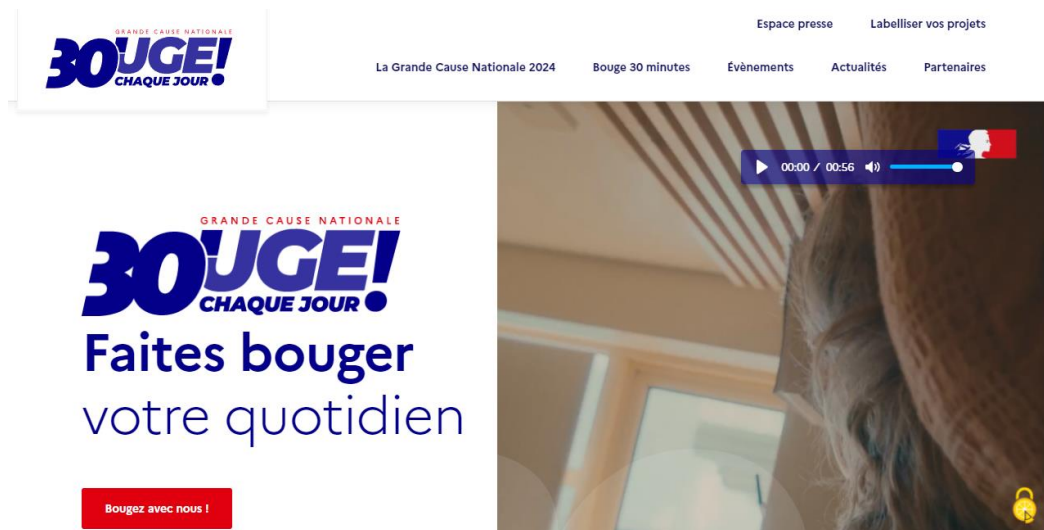 Espace presse Labelliser vos projets
GRANDE CAUSE NATIONALE
30UGE!
CHAQUE JOUR
La Grande Cause Nationale 2024 Bouge 30 minutes Évènements Actualités Partenaires
00:00 / 00:56
GRANDE CAUSE NATIONALE
30UGE!
CHAQUE JOUR
Faites bouger
votre quotidien
Bougez avec nous !